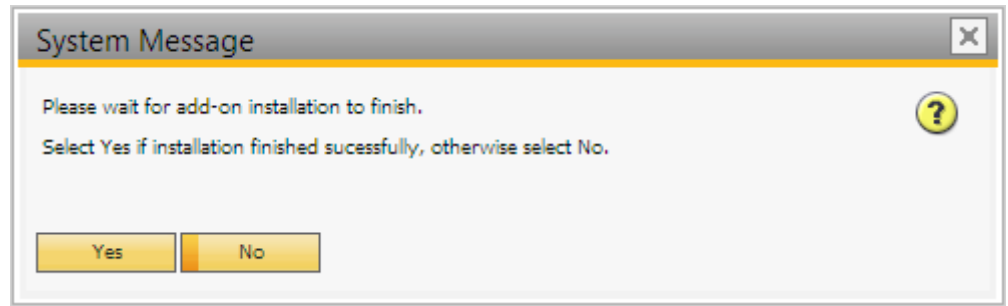 System Message
Please wait for add-on installation to finish.
Select Yes if installation finished sucessfully, otherwise select No.
Yes No